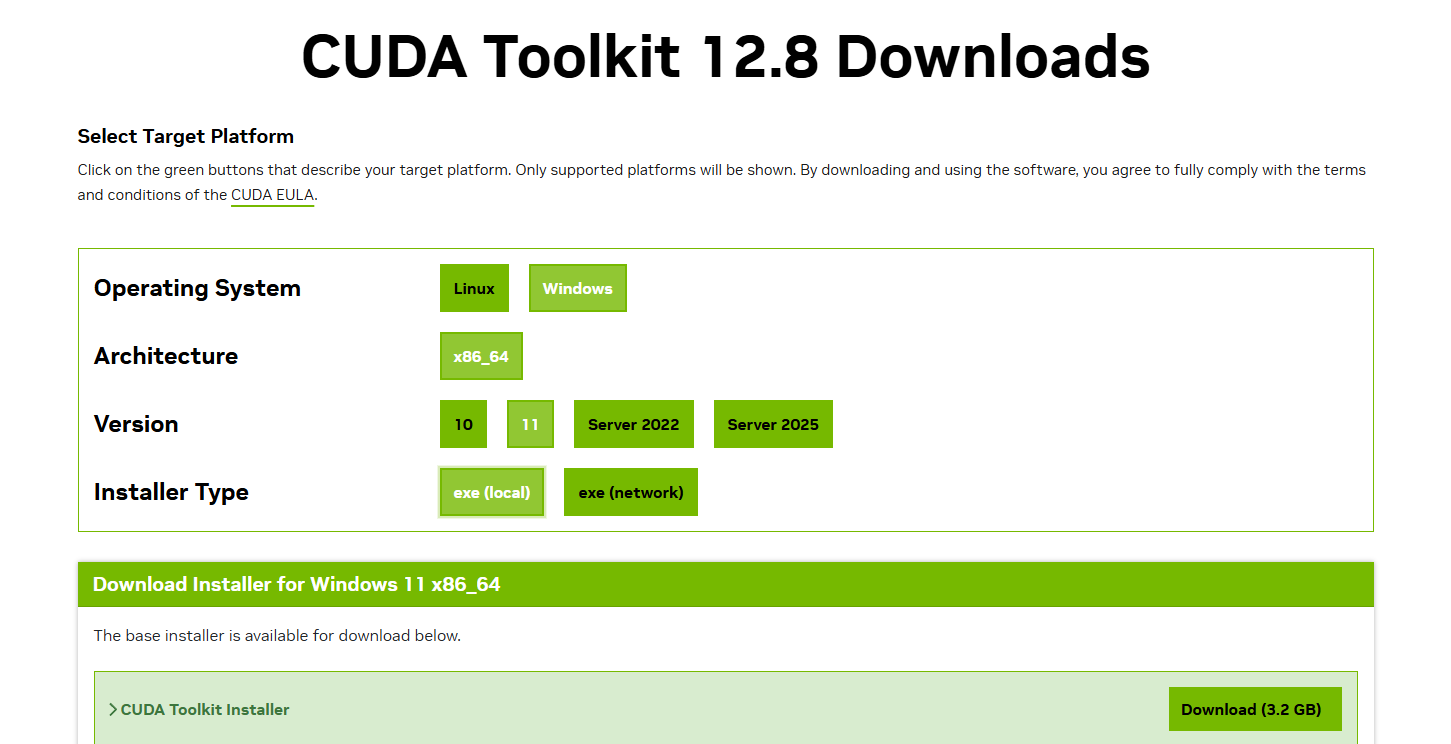 CUDA Toolkit 12.8 Downloads
Select Target Platform
Click on the green buttons that describe your target platform. Only supported platforms will be shown. By downloading and using the software, you agree to fully comply with the terms
and conditions of the CUDA EULA.
Operating System Linux Windows
Architecture x86_64
Version 10 11 Server 2022 Server 2025
Installer Type exe (local) exe (network)
Download Installer for Windows 11 x86_64
The base installer is available for download below.
CUDA Toolkit Installer Download (3.2 GB)